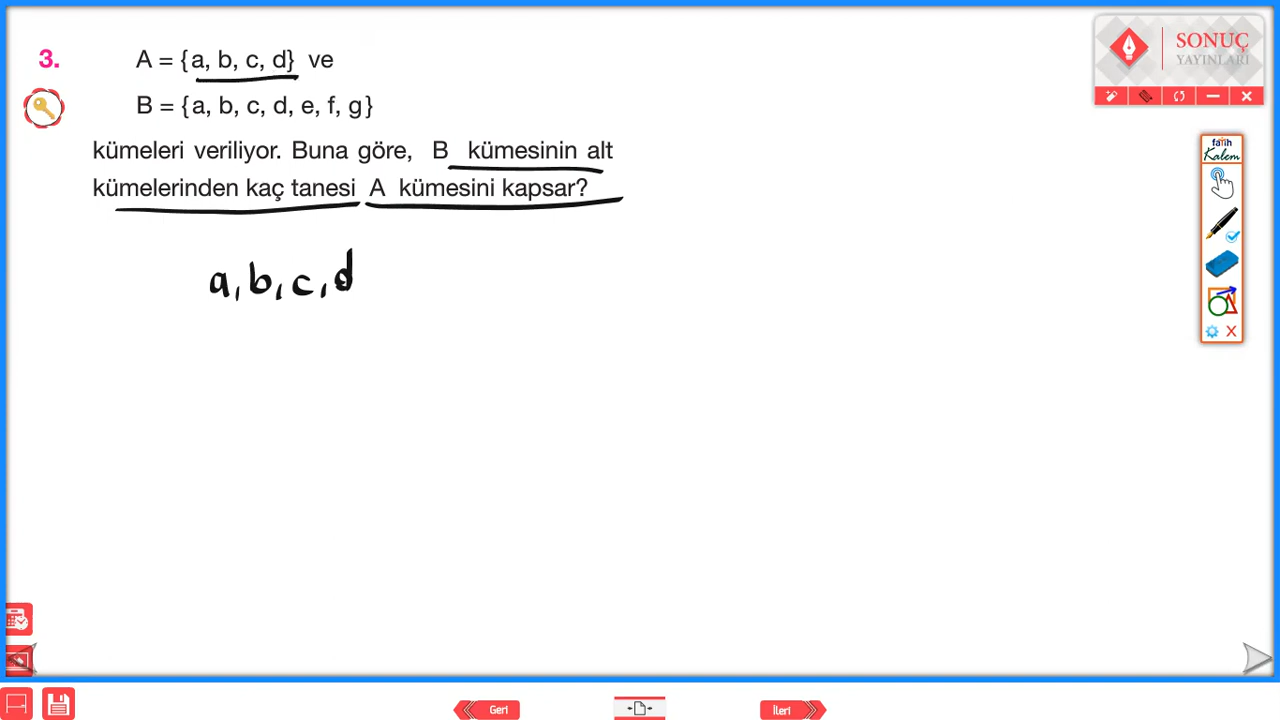 3. A = {a, b, c, d} ve
B = {a, b, c, d, e, f, g}
kümeleri veriliyor. Buna göre, B kümesinin alt
kümelerinden kaç tanesi A kümesini kapsar?
a, b, c, d
SONUÇ
YAYINLARI
fatih
Kalem
Geri
İleri